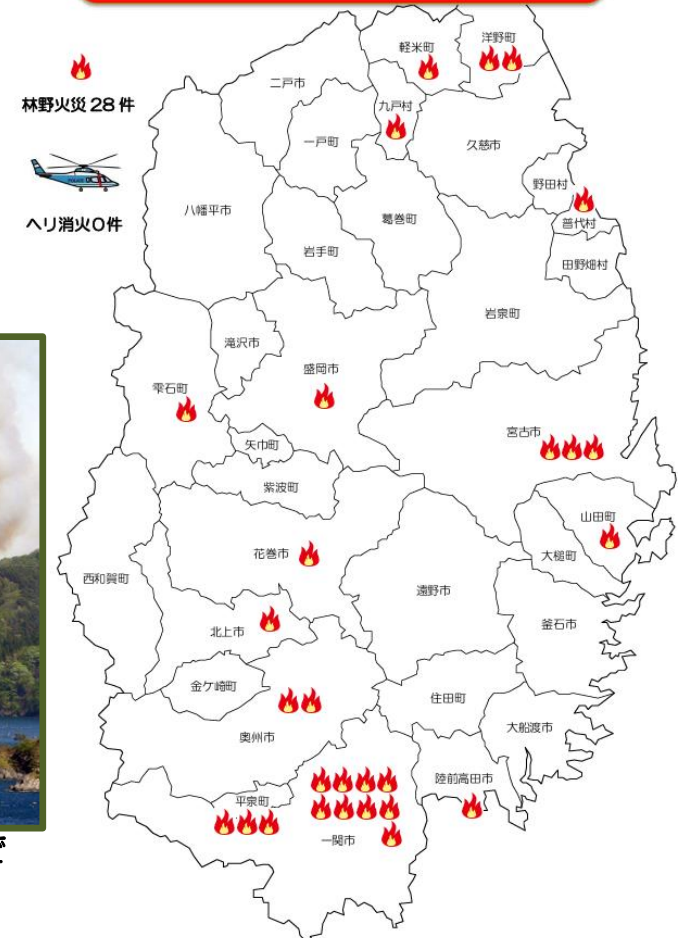 林野火災 28 件
ヘリ消火0件
軽米町
洋野町
二戸市
九戸村
一戸町
久慈市
野田村
八幡平市
葛巻町
普代村
岩手町
田野畑村
岩泉町
滝沢市
盛岡市
雫石町
宮古市
矢巾町
紫波町
山田町
花巻市
大槌町
西和賀町
遠野市
北上市
釜石市
金ケ崎町
住田町
奥州市
大船渡市
陸前高田市
平泉町
一関市